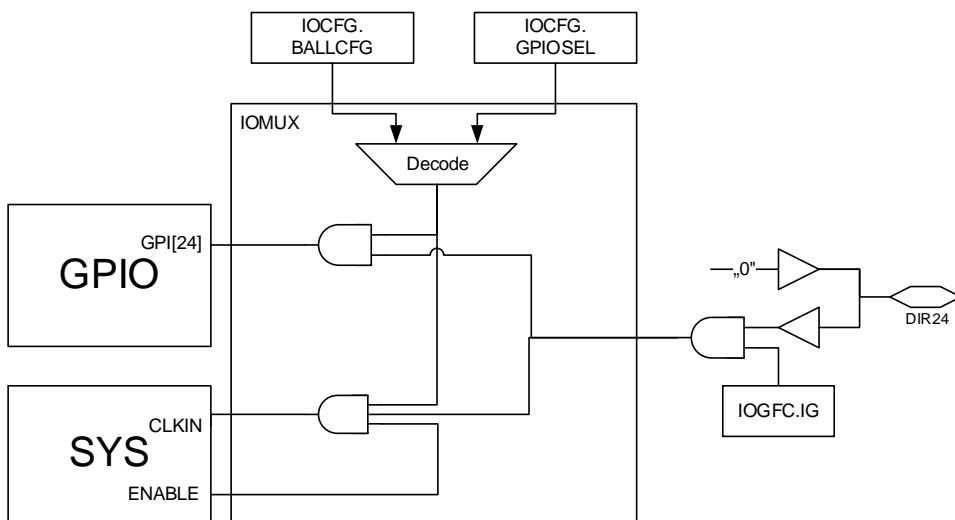 IOCFG.
BALLCFG
IOCFG.
GPIOSEL
IOMUX
Decode
GPI[24]
GPIO
„0"
DIR24
IOGFC.IG
CLKIN
SYS
ENABLE